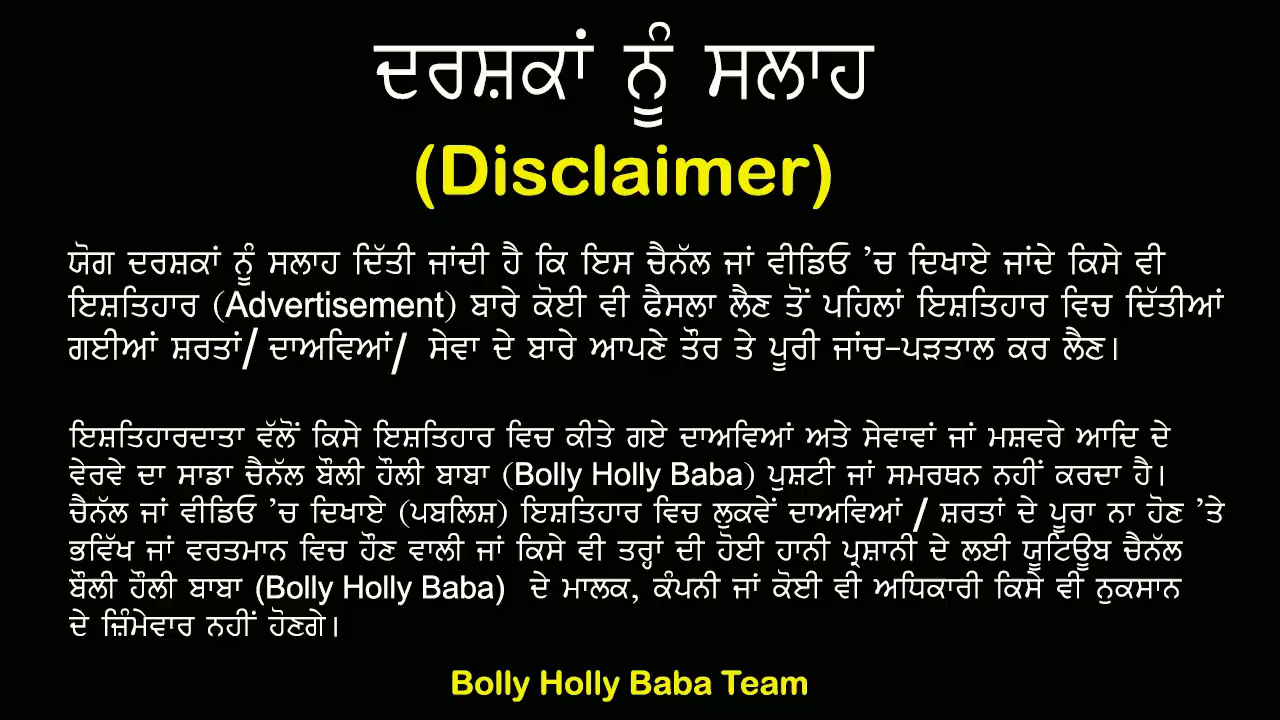 ਦਰਸ਼ਕਾਂ ਨੂੰ ਸਲਾਹ
(Disclaimer)
ਯੋਗ ਦਰਸ਼ਕਾਂ ਨੂੰ ਸਲਾਹ ਦਿੱਤੀ ਜਾਂਦੀ ਹੈ ਕਿ ਇਸ ਚੈਨੱਲ ਜਾਂ ਵੀਡਿਓ ’ਚ ਦਿਖਾਏ ਜਾਂਦੇ ਕਿਸੇ ਵੀ
ਇਸ਼ਤਿਹਾਰ (Advertisement) ਬਾਰੇ ਕੋਈ ਵੀ ਫੈਸਲਾ ਲੈਣ ਤੋਂ ਪਹਿਲਾਂ ਇਸ਼ਤਿਹਾਰ ਵਿਚ ਦਿੱਤੀਆਂ
ਗਈਆਂ ਸ਼ਰਤਾਂ/ ਦਾਅਵਿਆਂ/ ਸੇਵਾ ਦੇ ਬਾਰੇ ਆਪਣੇ ਤੌਰ ਤੇ ਪੂਰੀ ਜਾਂਚ-ਪੜਤਾਲ ਕਰ ਲੈਣ।
ਇਸ਼ਤਿਹਾਰਦਾਤਾ ਵੱਲੋਂ ਕਿਸੇ ਇਸ਼ਤਿਹਾਰ ਵਿਚ ਕੀਤੇ ਗਏ ਦਾਅਵਿਆਂ ਅਤੇ ਸੇਵਾਵਾਂ ਜਾਂ ਮਸ਼ਵਰੇ ਆਦਿ ਦੇ
ਵੇਰਵੇ ਦਾ ਸਾਡਾ ਚੈਨੱਲ ਬੌਲੀ ਹੌਲੀ ਬਾਬਾ (Bolly Holly Baba) ਪੁਸ਼ਟੀ ਜਾਂ ਸਮਰਥਨ ਨਹੀਂ ਕਰਦਾ ਹੈ।
ਚੈਨੱਲ ਜਾਂ ਵੀਡਿਓ ’ਚ ਦਿਖਾਏ (ਪਬਲਿਸ਼) ਇਸ਼ਤਿਹਾਰ ਵਿਚ ਲੁਕਵੇਂ ਦਾਅਵਿਆਂ / ਸ਼ਰਤਾਂ ਦੇ ਪੂਰਾ ਨਾ ਹੋਣ ’ਤੇ
ਭਵਿੱਖ ਜਾਂ ਵਰਤਮਾਨ ਵਿਚ ਹੌਣ ਵਾਲੀ ਜਾਂ ਕਿਸੇ ਵੀ ਤਰ੍ਹਾਂ ਦੀ ਹੋਈ ਹਾਨੀ ਪ੍ਰਸ਼ਾਨੀ ਦੇ ਲਈ ਯੂਟਿਊਬ ਚੈਨੱਲ
ਬੌਲੀ ਹੌਲੀ ਬਾਬਾ (Bolly Holly Baba) ਦੇ ਮਾਲਕ, ਕੰਪਨੀ ਜਾਂ ਕੋਈ ਵੀ ਅਧਿਕਾਰੀ ਕਿਸੇ ਵੀ ਨੁਕਸਾਨ
ਦੇ ਜ਼ਿੰਮੇਵਾਰ ਨਹੀਂ ਹੋਣਗੇ।
Bolly Holly Baba Team